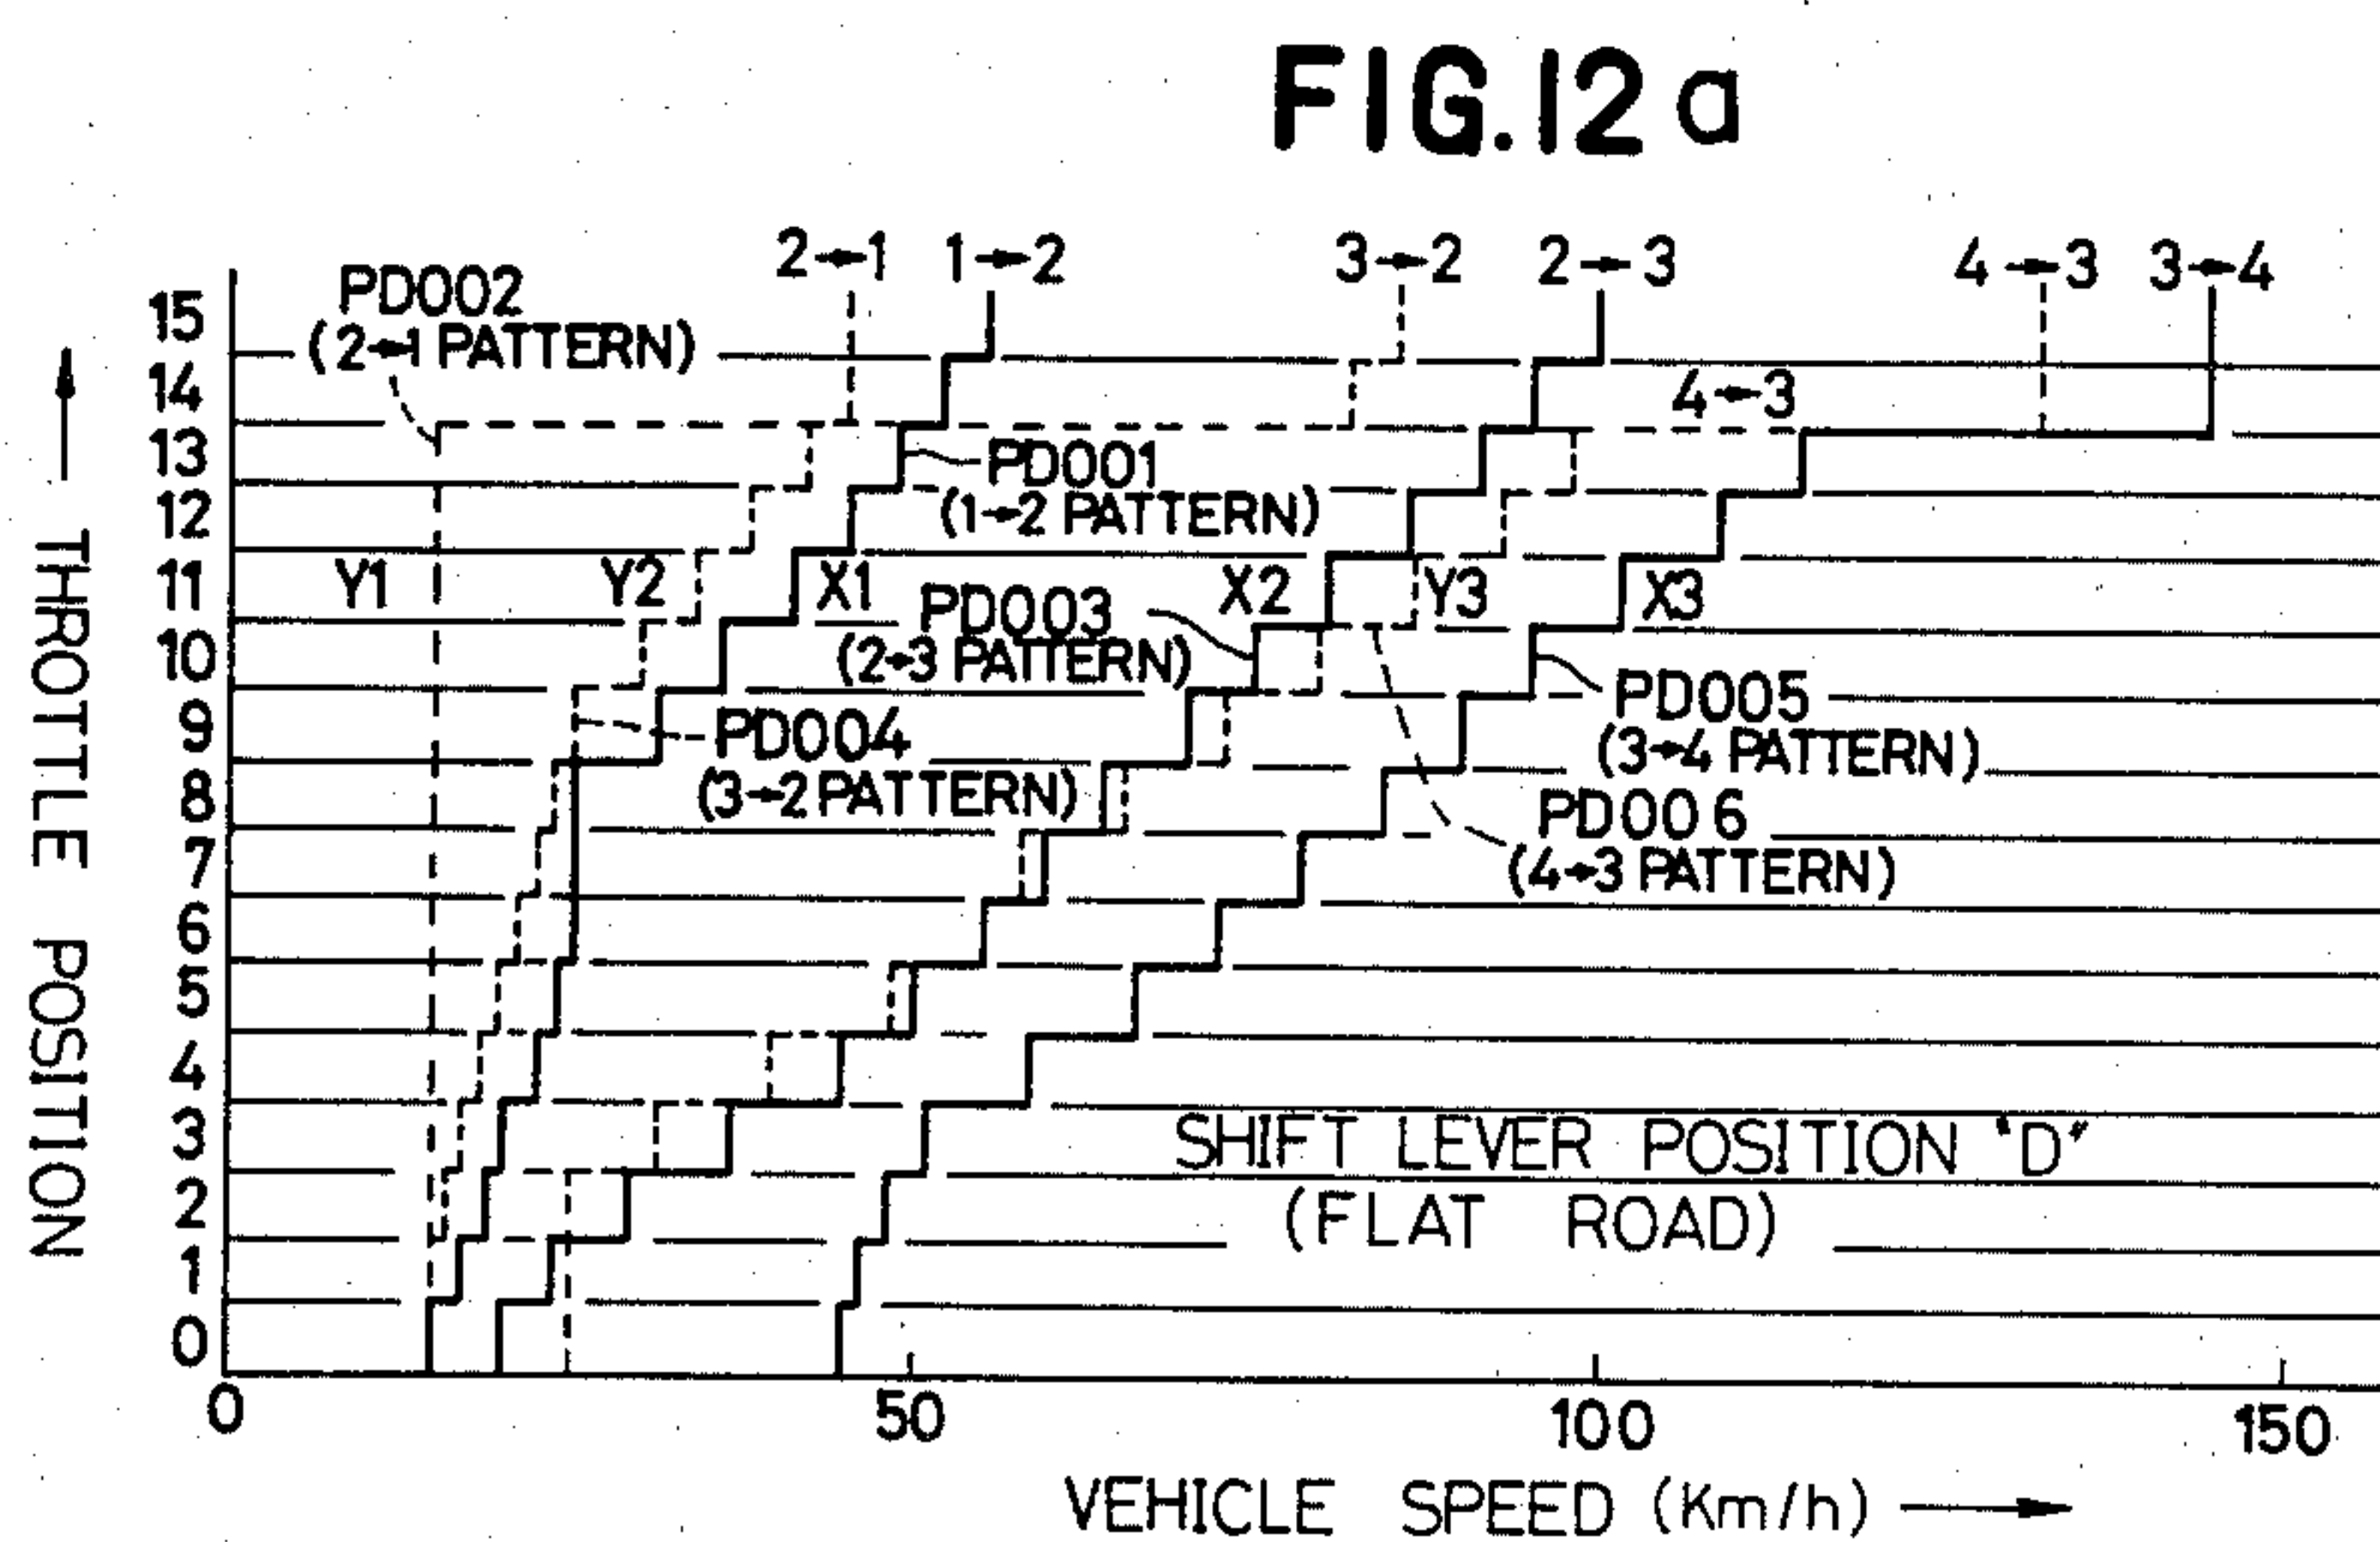 FIG.12a
2→1 1→2 3→2 2→3 4→3 3→4
PD002
(2→1 PATTERN)
4→3
PD001
(1→2 PATTERN)
Y1 Y2 X1 X2 Y3 X3
PD003
(2→3 PATTERN)
PD004
(3→2 PATTERN)
PD005
(3→4 PATTERN)
PD006
(4→3 PATTERN)
SHIFT LEVER POSITION "D"
(FLAT ROAD)
15
14
13
12
11
10
9
8
7
6
5
4
3
2
1
0
THROTTLE POSITION
0 50 100 150
VEHICLE SPEED (Km/h)